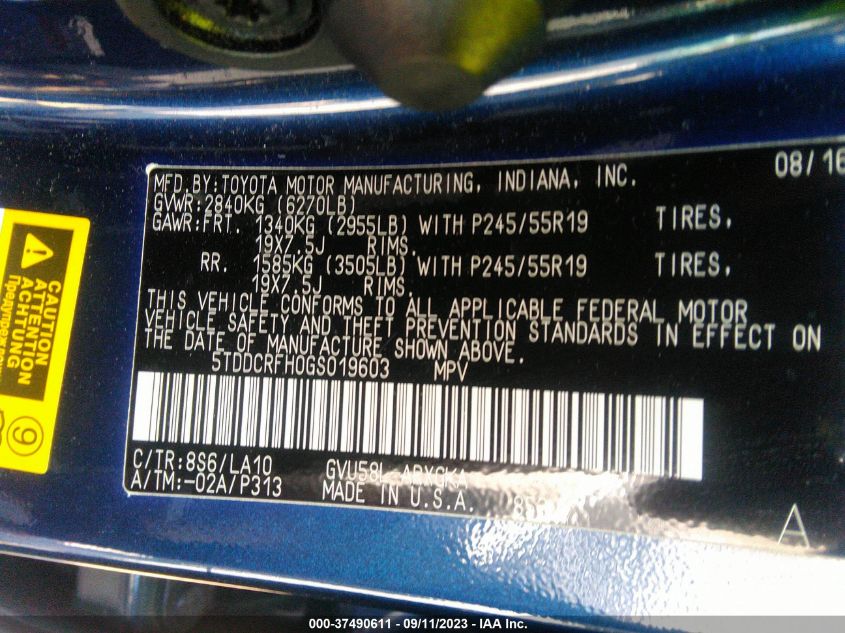 08/16
MFD.BY:TOYOTA MOTOR MANUFACTURING, INDIANA, INC.
GVWR:2840KG (6270LB)
GAWR:FRT. 1340KG (2955LB) WITH P245/55R19 TIRES,
19X7.5J RIMS.
RR. 1585KG (3505LB) WITH P245/55R19 TIRES,
19X7.5J RIMS.
THIS VEHICLE CONFORMS TO ALL APPLICABLE FEDERAL MOTOR
VEHICLE SAFETY AND THEFT PREVENTION STANDARDS IN EFFECT ON
THE DATE OF MANUFACTURE SHOWN ABOVE.
5TDDCRFH0GS019603 MPV
C/TR:8S6/LA10 GVU58L-
A/TM:-02A/P313 MADE IN U.S.A.
A
CAUTION
ATTENTION
ACHTUNG
9
000-37490611 - 09/11/2023 - IAA Inc.